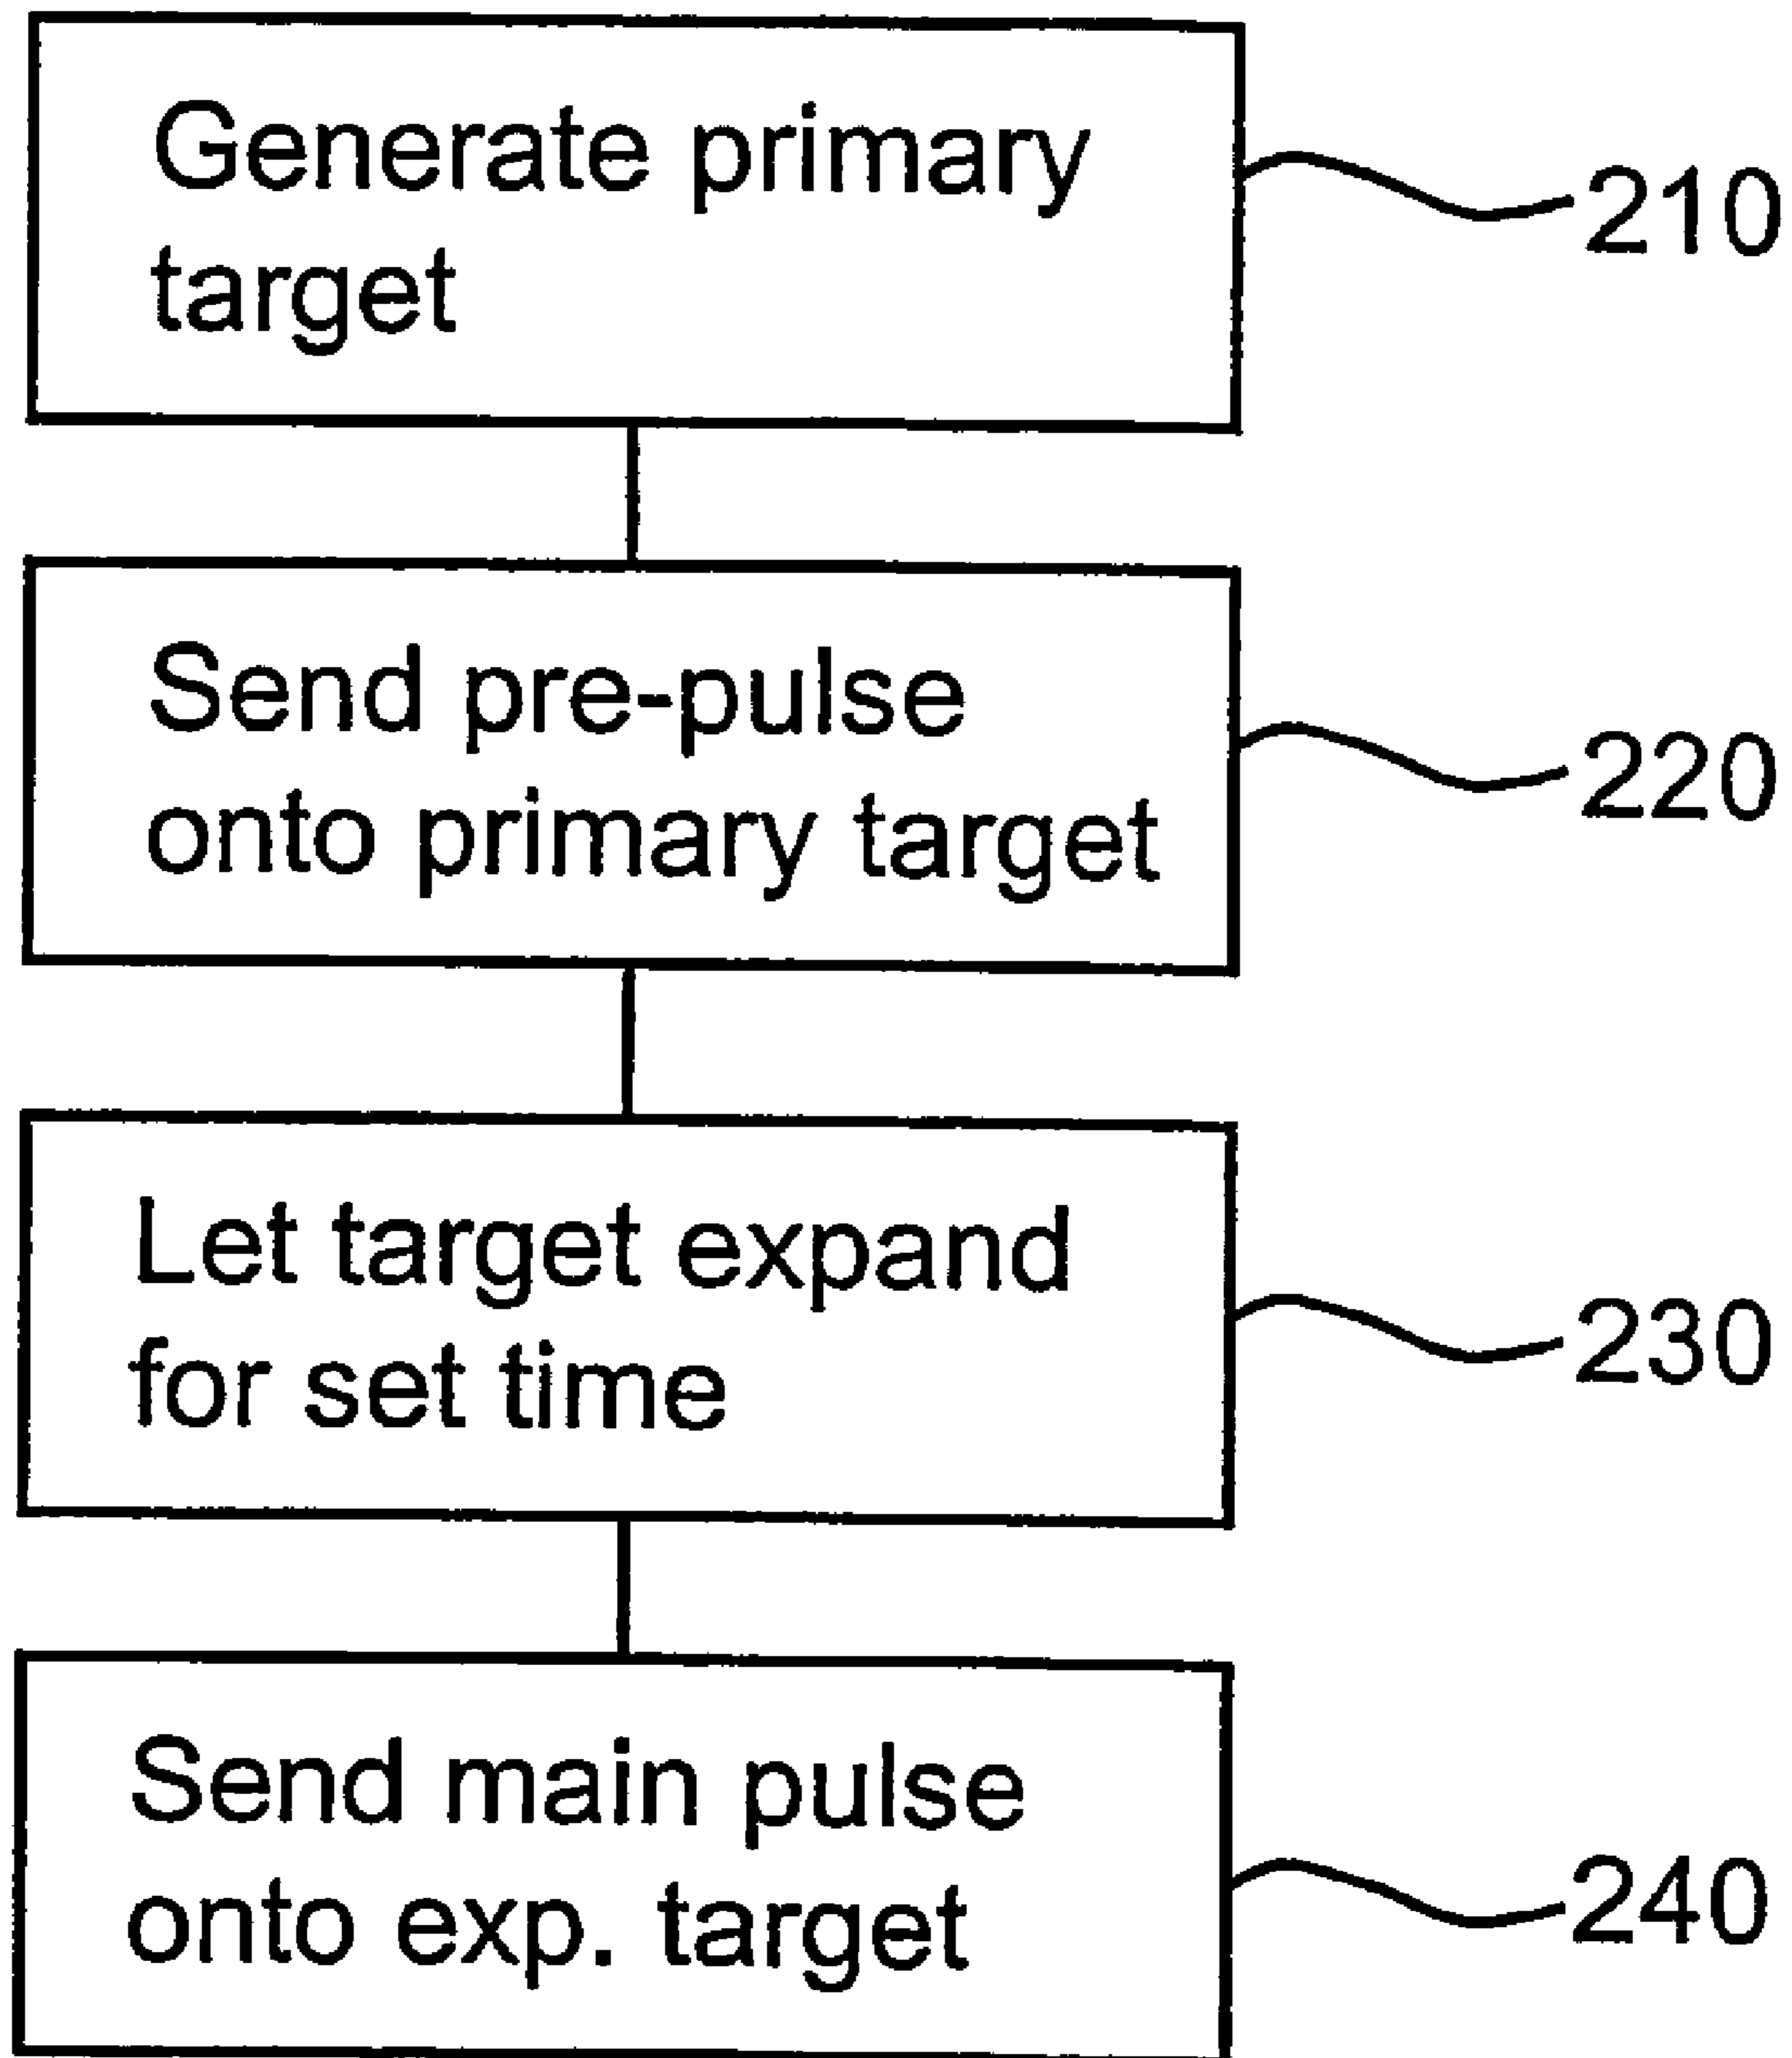 Generate primary
target
210
Send pre-pulse
onto primary target
220
Let target expand
for set time
230
Send main pulse
onto exp. target
240